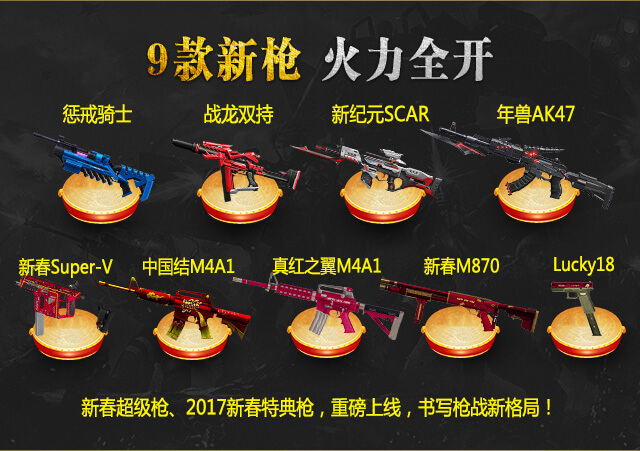 9款新枪 火力全开
惩戒骑士 战龙双持 新纪元SCAR 年兽AK47
新春Super-V 中国结M4A1 真红之翼M4A1 新春M870 Lucky18
新春超级枪、2017新春特典枪，重磅上线，书写枪战新格局！